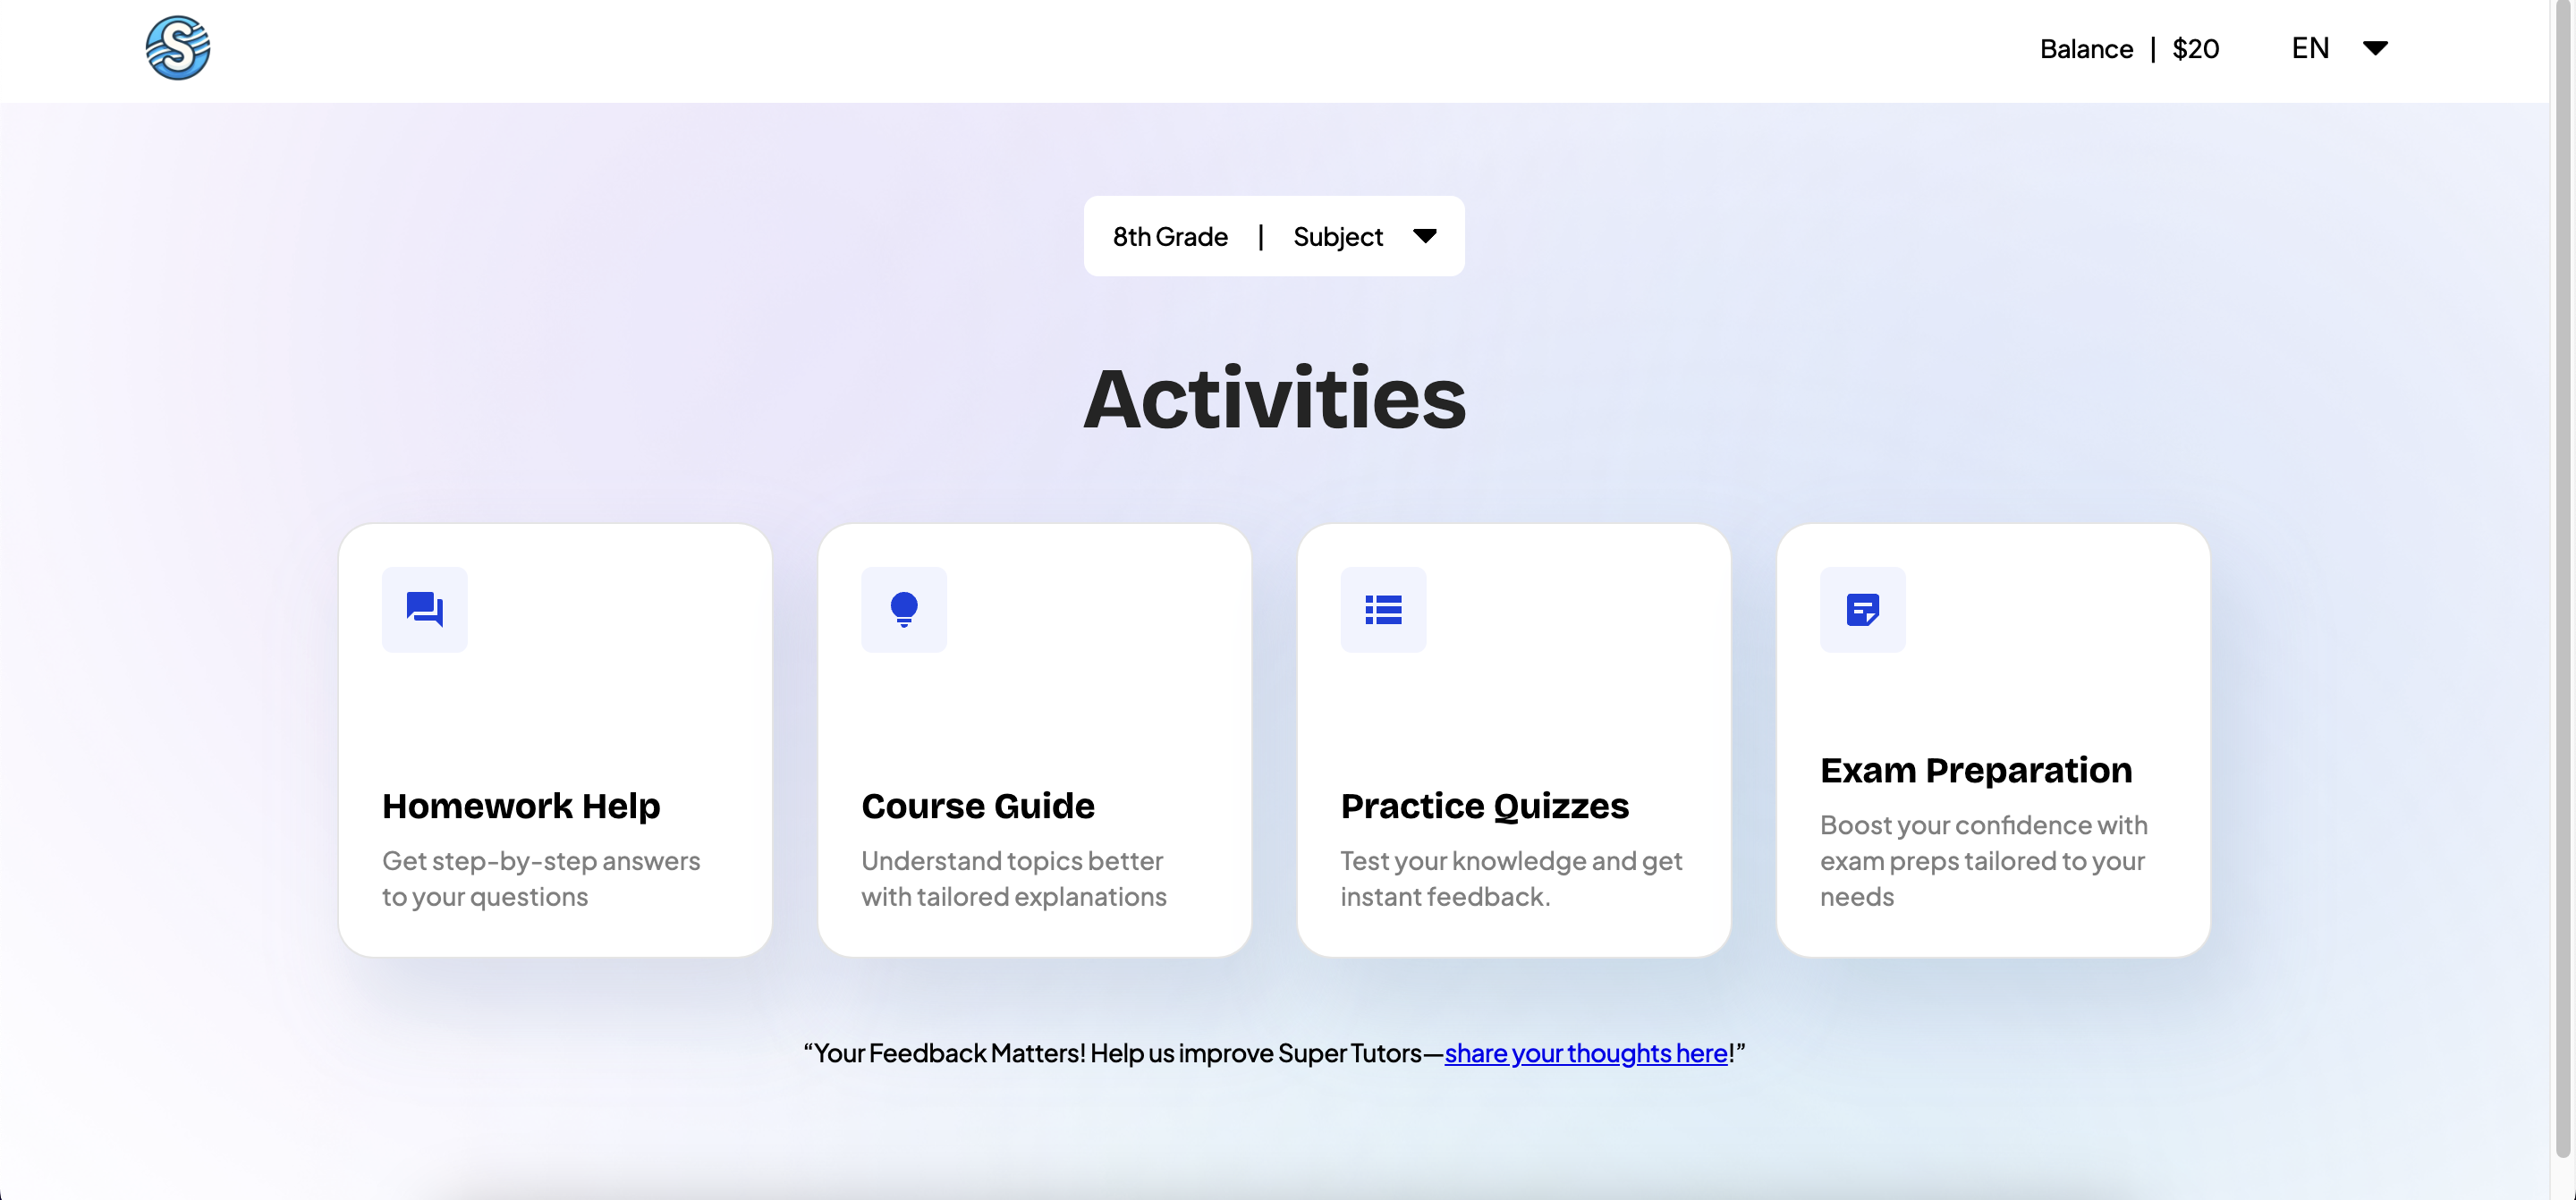 S
Balance | $20 EN
8th Grade | Subject
Activities
Homework Help
Get step-by-step answers
to your questions
Course Guide
Understand topics better
with tailored explanations
Practice Quizzes
Test your knowledge and get
instant feedback.
Exam Preparation
Boost your confidence with
exam preps tailored to your
needs
“Your Feedback Matters! Help us improve Super Tutors—share your thoughts here!”